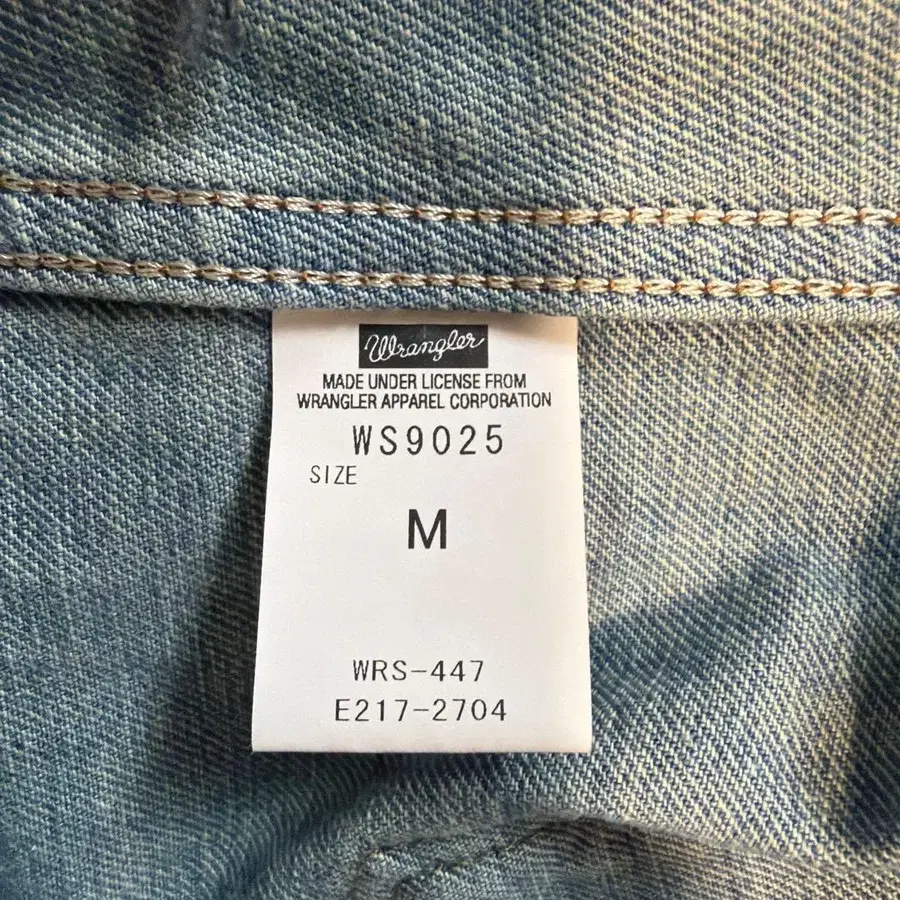 Wrangler
MADE UNDER LICENSE FROM
WRANGLER APPAREL CORPORATION
WS9025
SIZE
M
WRS-447
E217-2704